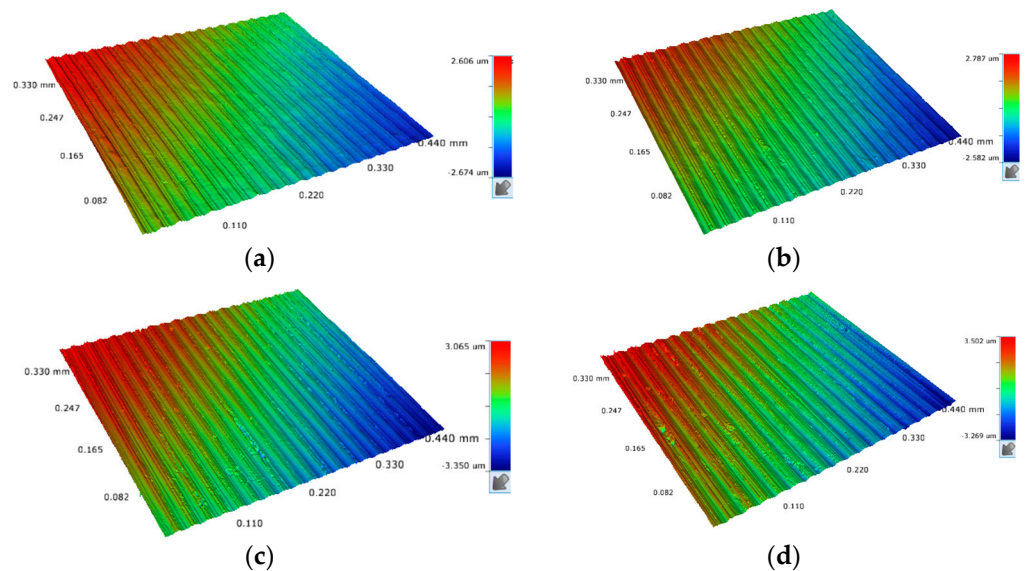 2.606 um
0.330 mm
0.247
0.165
0.082
0.110
0.220
0.330
0.440 mm
-2.674 um
(a)
2.787 um
0.330 mm
0.247
0.165
0.082
0.110
0.220
0.330
0.440 mm
-2.582 um
(b)
3.065 um
0.330 mm
0.247
0.165
0.082
0.110
0.220
0.330
0.440 mm
-3.350 um
(c)
3.502 um
0.330 mm
0.247
0.165
0.082
0.110
0.220
0.330
0.440 mm
-3.269 um
(d)